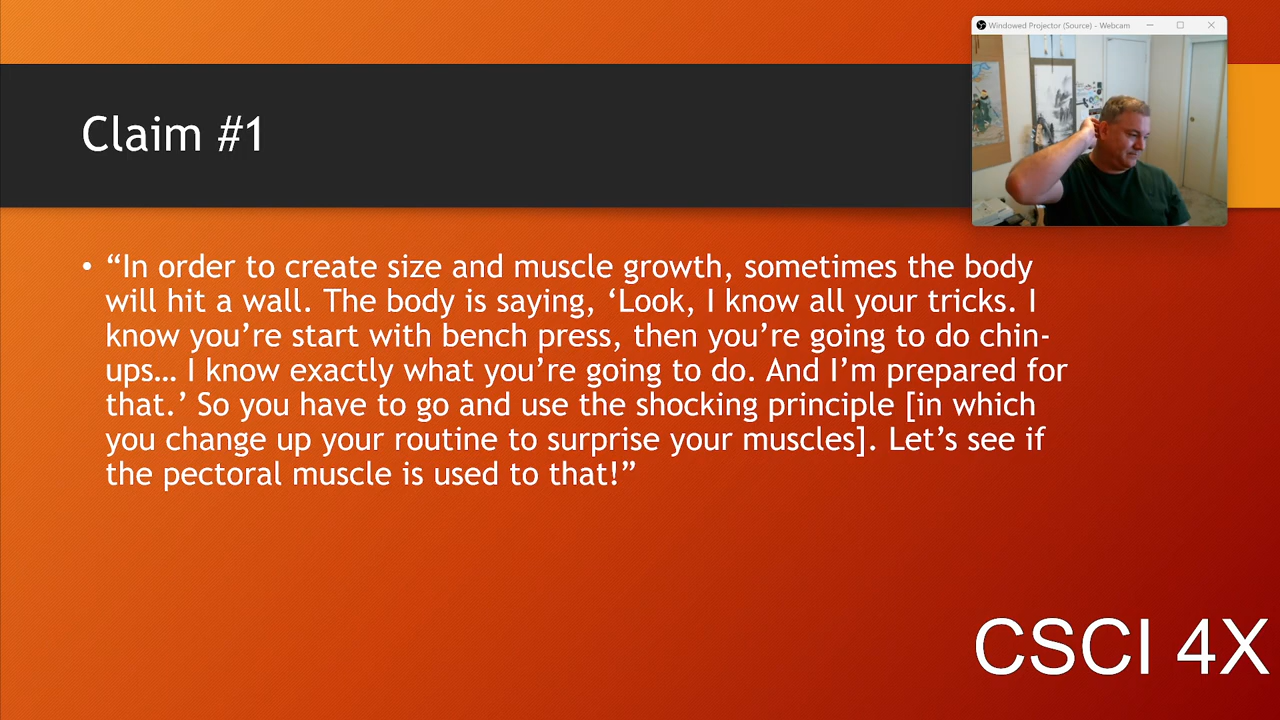 Windowed Projector (Source) - Webcam
Claim #1
• “In order to create size and muscle growth, sometimes the body
will hit a wall. The body is saying, ‘Look, I know all your tricks. I
know you’re start with bench press, then you’re going to do chin-
ups… I know exactly what you’re going to do. And I’m prepared for
that.’ So you have to go and use the shocking principle [in which
you change up your routine to surprise your muscles]. Let’s see if
the pectoral muscle is used to that!”
CSCI 4X